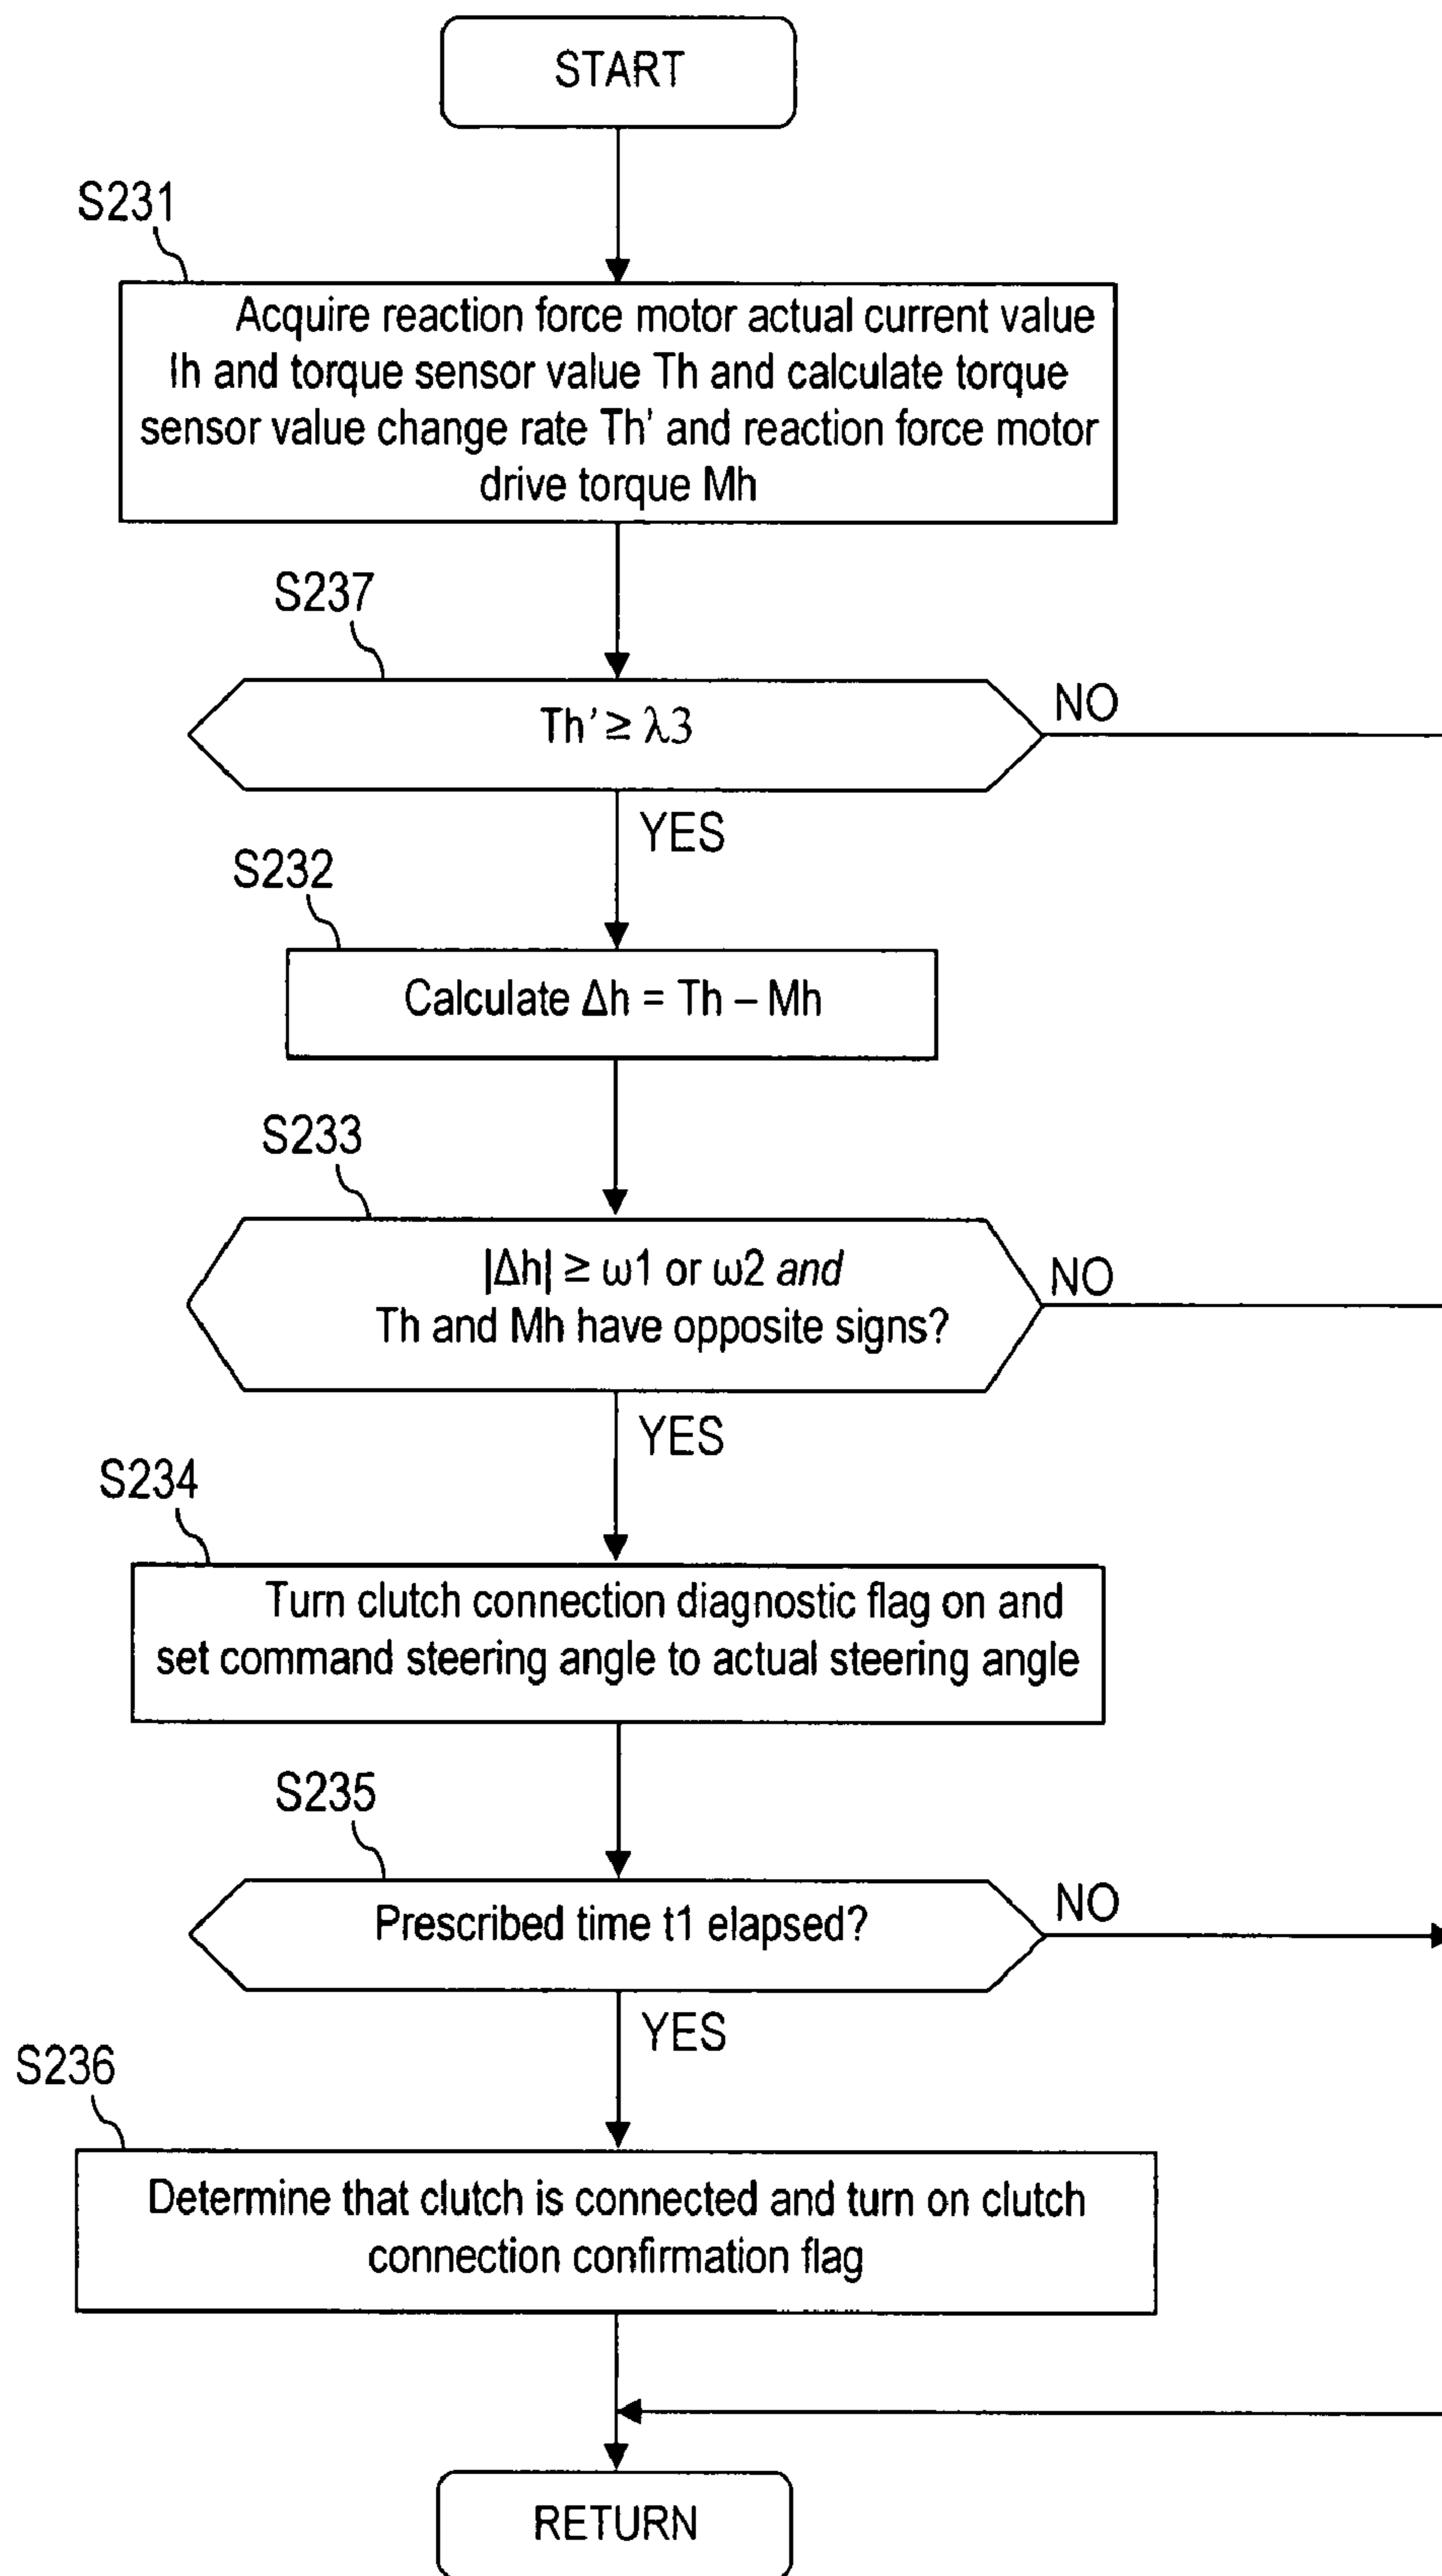 START
S231
Acquire reaction force motor actual current value
Ih and torque sensor value Th and calculate torque
sensor value change rate Th' and reaction force motor
drive torque Mh
S237
Th' ≥ λ3
NO
YES
S232
Calculate Δh = Th – Mh
S233
|Δh| ≥ ω1 or ω2 and
Th and Mh have opposite signs?
NO
YES
S234
Turn clutch connection diagnostic flag on and
set command steering angle to actual steering angle
S235
Prescribed time t1 elapsed?
NO
YES
S236
Determine that clutch is connected and turn on clutch
connection confirmation flag
RETURN